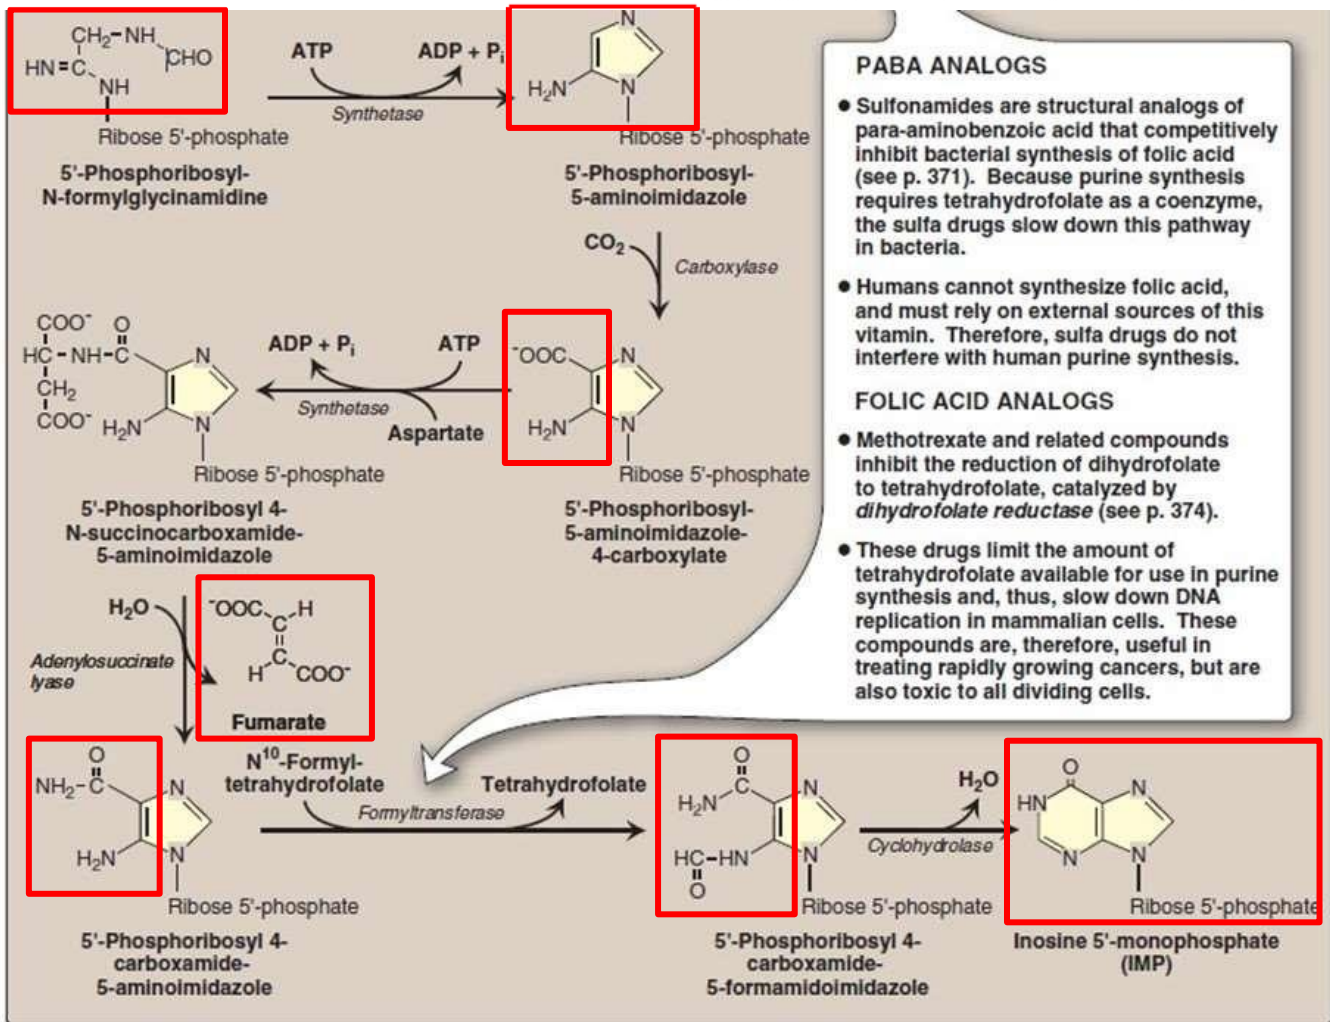 CH₂–NH
CHO
HN=C
NH
Ribose 5'-phosphate
5'-Phosphoribosyl-
N-formylglycinamidine
ATP
ADP + Pi
Synthetase
N
H₂N
N
Ribose 5'-phosphate
5'-Phosphoribosyl-
5-aminoimidazole
CO₂
Carboxylase
⁻OOC
N
H₂N
N
Ribose 5'-phosphate
5'-Phosphoribosyl-
5-aminoimidazole-
4-carboxylate
ADP + Pi
ATP
Synthetase
Aspartate
COO⁻
O
HC–NH–C
N
CH₂
COO⁻
H₂N
N
Ribose 5'-phosphate
5'-Phosphoribosyl 4-
N-succinocarboxamide-
5-aminoimidazole
H₂O
Adenylosuccinate
lyase
⁻OOC
H
C
C
H
COO⁻
Fumarate
O
NH₂–C
N
H₂N
N
Ribose 5'-phosphate
5'-Phosphoribosyl 4-
carboxamide-
5-aminoimidazole
N¹⁰-Formyl-
tetrahydrofolate
Tetrahydrofolate
Formyltransferase
O
C
N
H₂N
HC–HN
N
O
Ribose 5'-phosphate
5'-Phosphoribosyl 4-
carboxamide-
5-formamidoimidazole
H₂O
Cyclohydrolase
O
HN
N
N
N
Ribose 5'-phosphate
Inosine 5'-monophosphate
(IMP)
PABA ANALOGS
● Sulfonamides are structural analogs of
para-aminobenzoic acid that competitively
inhibit bacterial synthesis of folic acid
(see p. 371). Because purine synthesis
requires tetrahydrofolate as a coenzyme,
the sulfa drugs slow down this pathway
in bacteria.
● Humans cannot synthesize folic acid,
and must rely on external sources of this
vitamin. Therefore, sulfa drugs do not
interfere with human purine synthesis.
FOLIC ACID ANALOGS
● Methotrexate and related compounds
inhibit the reduction of dihydrofolate
to tetrahydrofolate, catalyzed by
dihydrofolate reductase (see p. 374).
● These drugs limit the amount of
tetrahydrofolate available for use in purine
synthesis and, thus, slow down DNA
replication in mammalian cells. These
compounds are, therefore, useful in
treating rapidly growing cancers, but are
also toxic to all dividing cells.